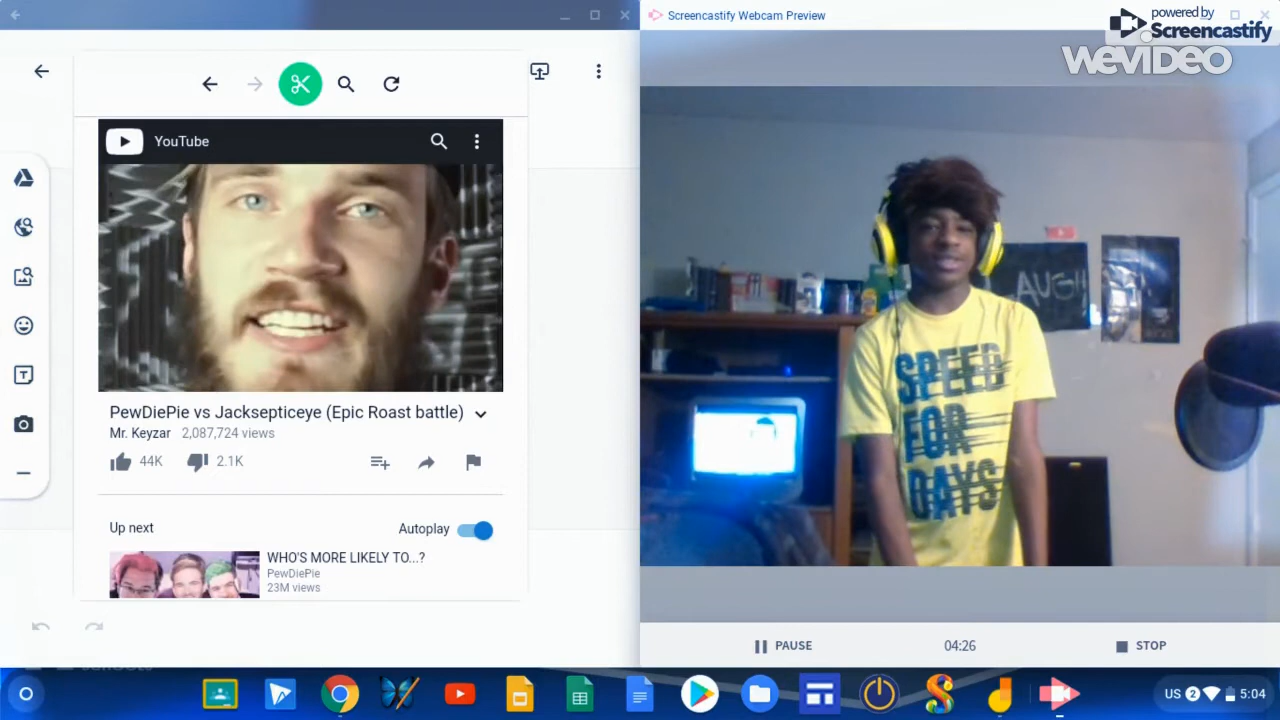 Screencastify Webcam Preview
powered by
Screencastify
WEVIDEO
YouTube
PewDiePie vs Jacksepticeye (Epic Roast battle)
Mr. Keyzar 2,087,724 views
44K 2.1K
Up next
Autoplay
WHO'S MORE LIKELY TO...?
PewDiePie
23M views
AUGH
SPEED
FOR
DAYS
PAUSE
04:26
STOP
US 2 5:04